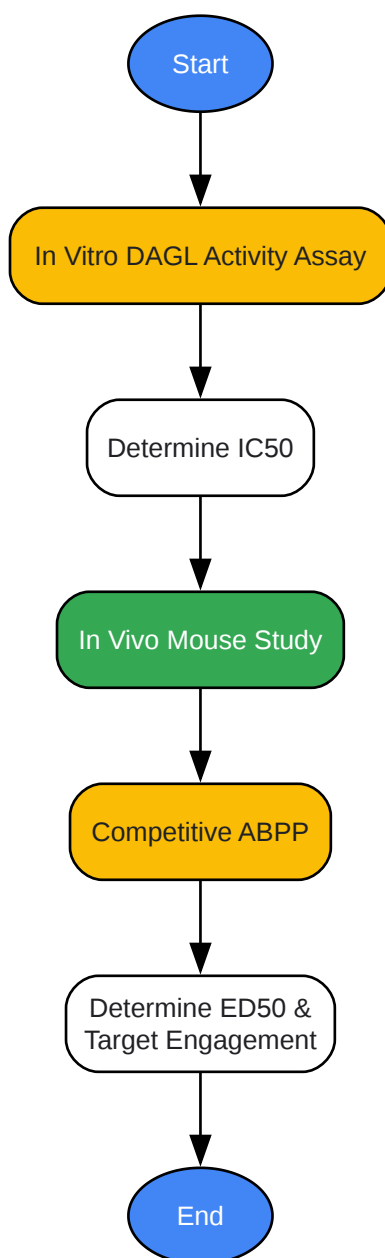 Start
In Vitro DAGL Activity Assay
Determine IC50
In Vivo Mouse Study
Competitive ABPP
Determine ED50 &
Target Engagement
End